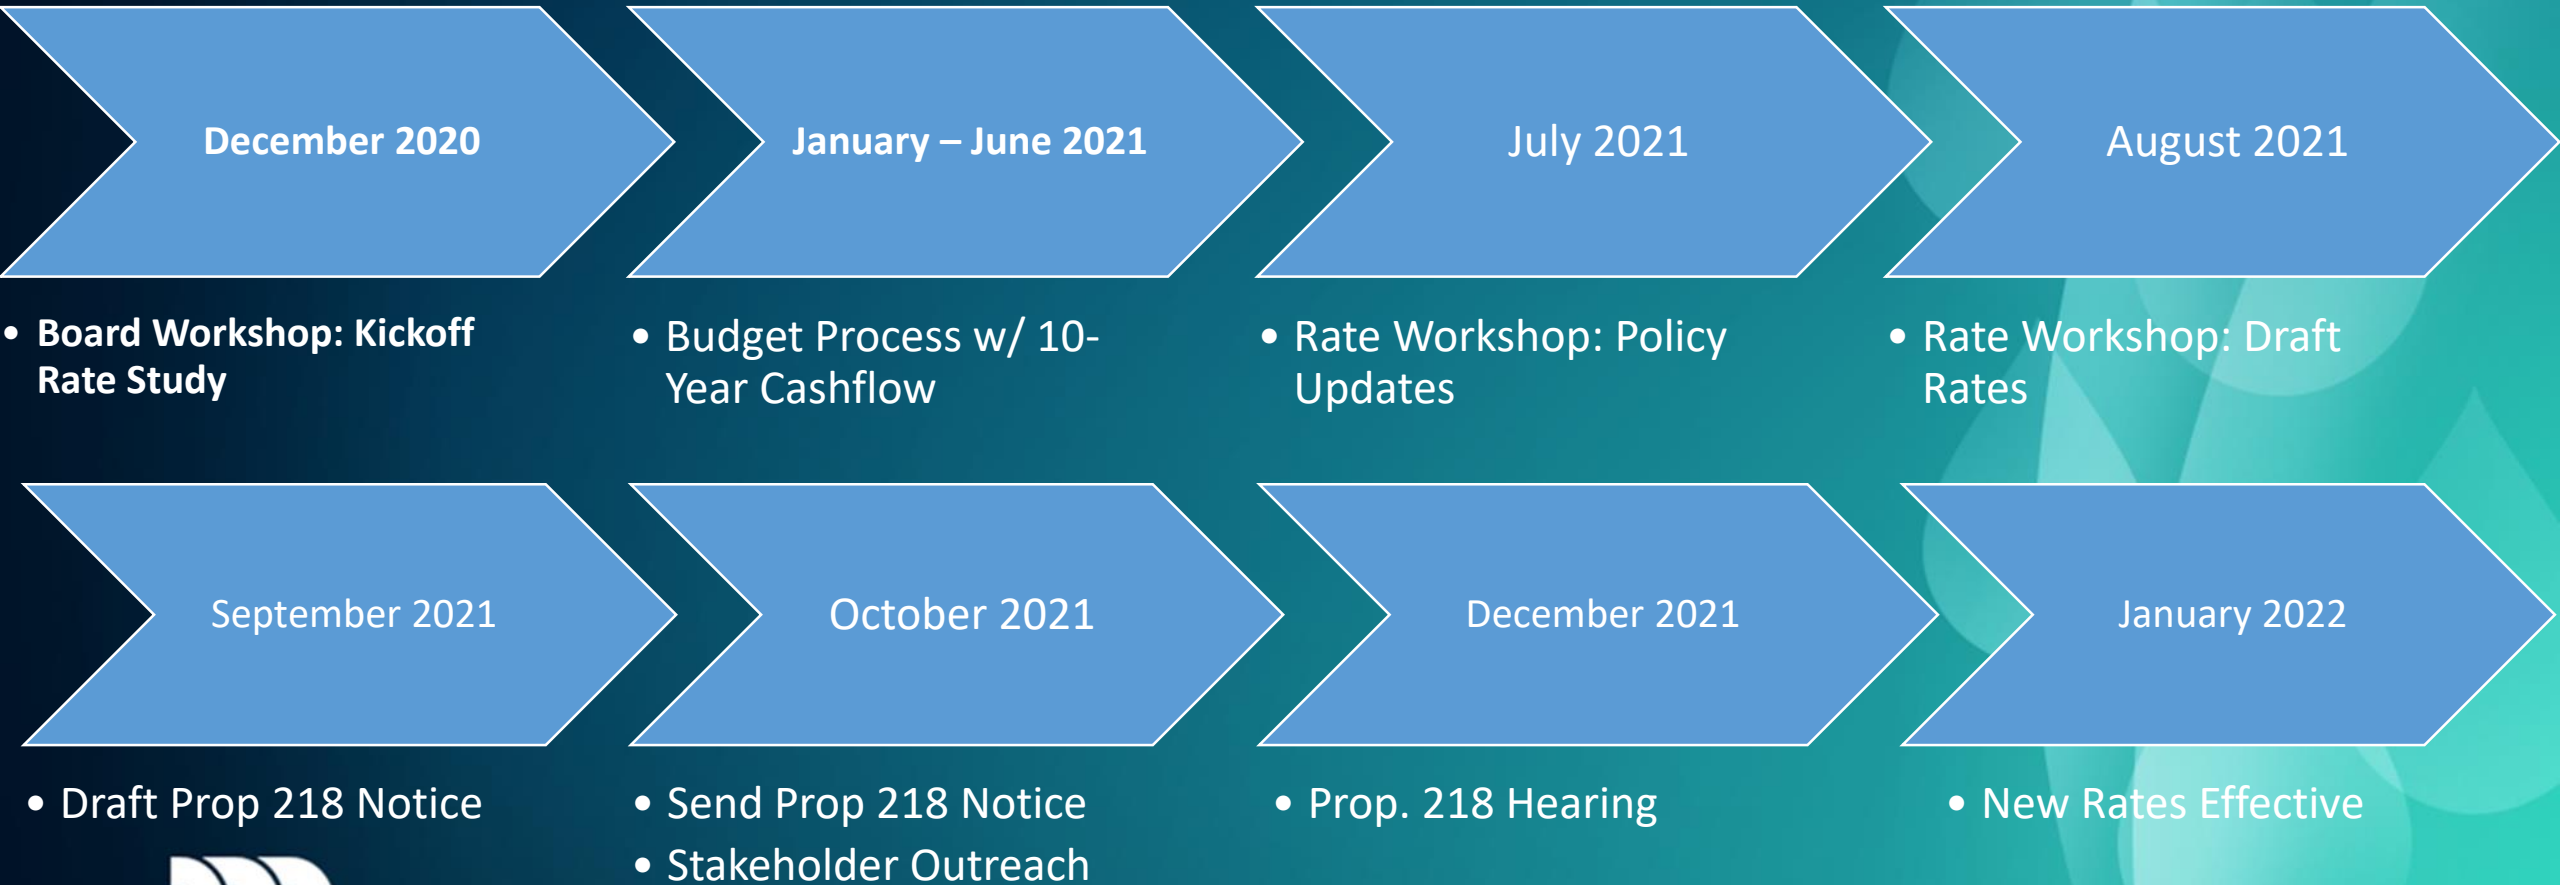 December 2020
January – June 2021
July 2021
August 2021
• Board Workshop: Kickoff
Rate Study
• Budget Process w/ 10-
Year Cashflow
• Rate Workshop: Policy
Updates
• Rate Workshop: Draft
Rates
September 2021
October 2021
December 2021
January 2022
• Draft Prop 218 Notice
• Send Prop 218 Notice
• Stakeholder Outreach
• Prop. 218 Hearing
• New Rates Effective